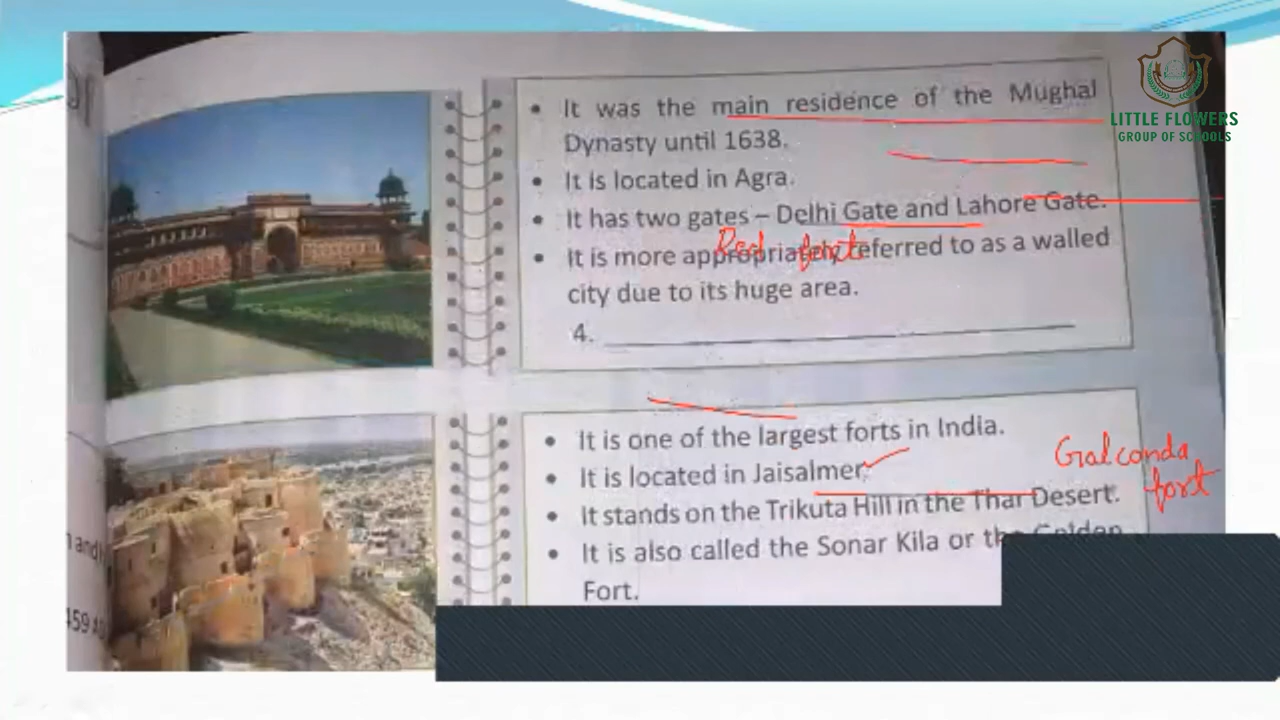 LITTLE FLOWERS
GROUP OF SCHOOLS
• It was the main residence of the Mughal
Dynasty until 1638.
• It is located in Agra.
• It has two gates – Delhi Gate and Lahore Gate.
Red fort
• It is more appropriately referred to as a walled
city due to its huge area.
4.
• It is one of the largest forts in India.
• It is located in Jaisalmer.
Galconda
fort
• It stands on the Trikuta Hill in the Thar Desert.
• It is also called the Sonar Kila or the Golden
Fort.